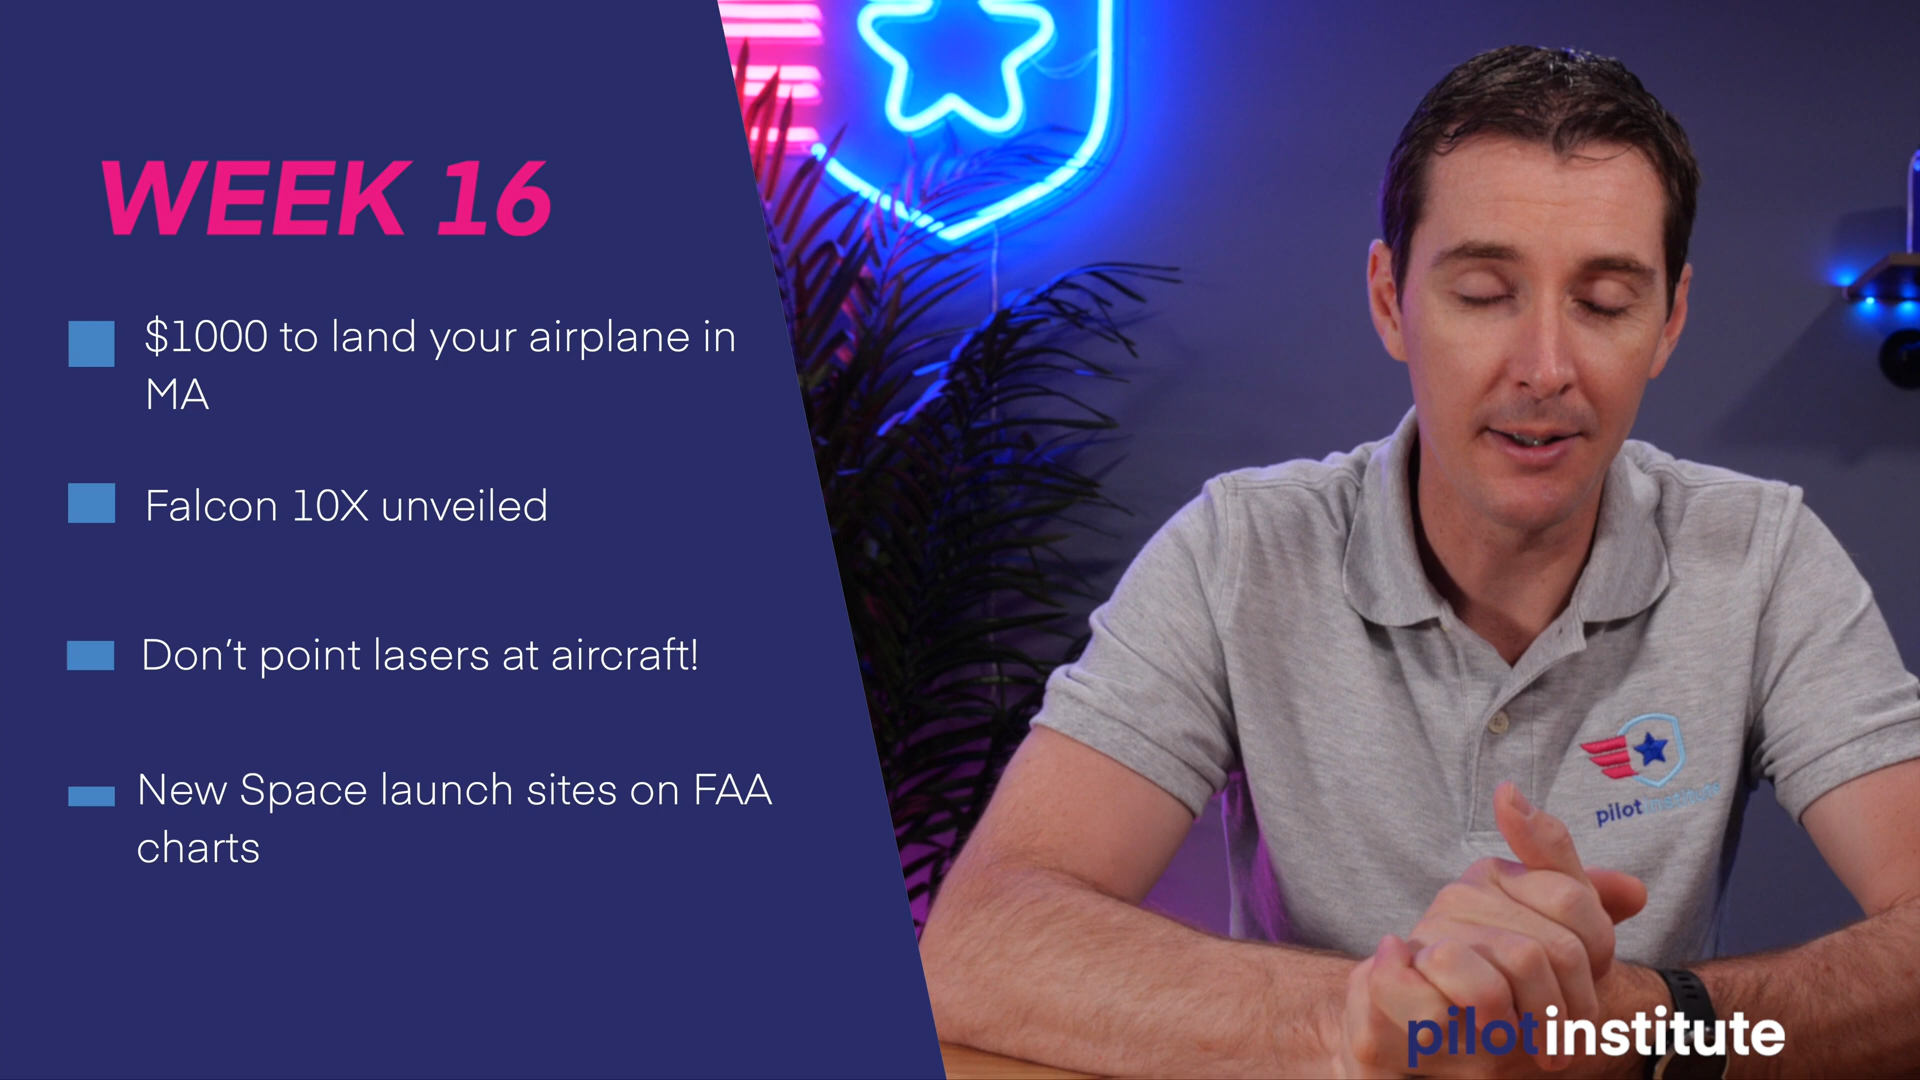 WEEK 16
$1000 to land your airplane in
MA
Falcon 10X unveiled
Don't point lasers at aircraft!
New Space launch sites on FAA
charts
pilot institute
pilotinstitute